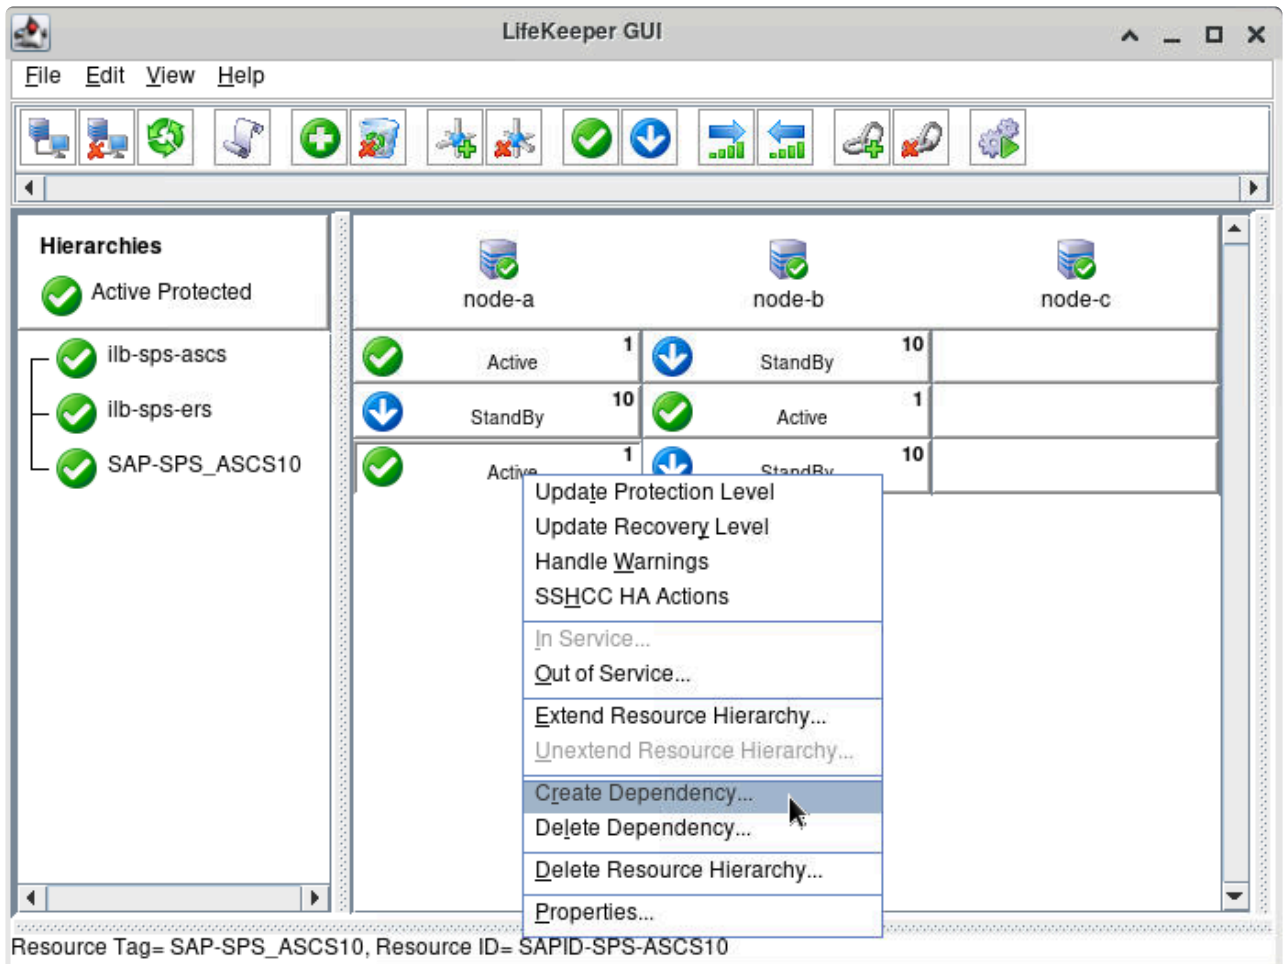 LifeKeeper GUI
File Edit View Help
Hierarchies
Active Protected
node-a node-b node-c
ilb-sps-ascs Active 1 StandBy 10
ilb-sps-ers StandBy 10 Active 1
SAP-SPS_ASCS10 Active 1 StandBy 10
Update Protection Level
Update Recovery Level
Handle Warnings
SSHCC HA Actions
In Service...
Out of Service...
Extend Resource Hierarchy...
Unextend Resource Hierarchy...
Create Dependency...
Delete Dependency...
Delete Resource Hierarchy...
Properties...
Resource Tag= SAP-SPS_ASCS10, Resource ID= SAPID-SPS-ASCS10